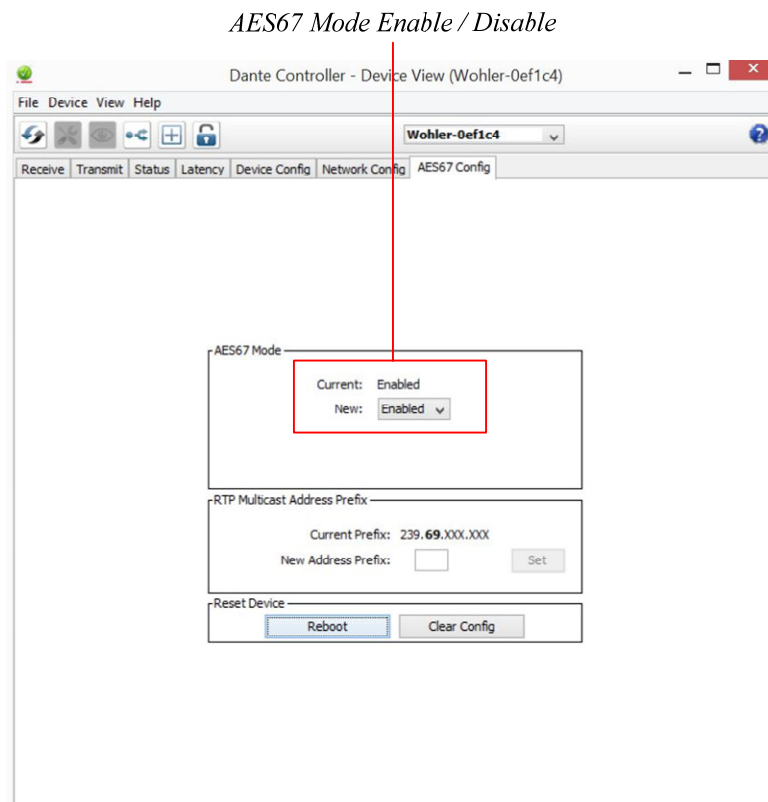 AES67 Mode Enable / Disable
Dante Controller - Device View (Wohler-0ef1c4)
File Device View Help
Wohler-0ef1c4
Receive Transmit Status Latency Device Config Network Config AES67 Config
AES67 Mode
Current: Enabled
New: Enabled
RTP Multicast Address Prefix
Current Prefix: 239.69.XXX.XXX
New Address Prefix:
Set
Reset Device
Reboot Clear Config